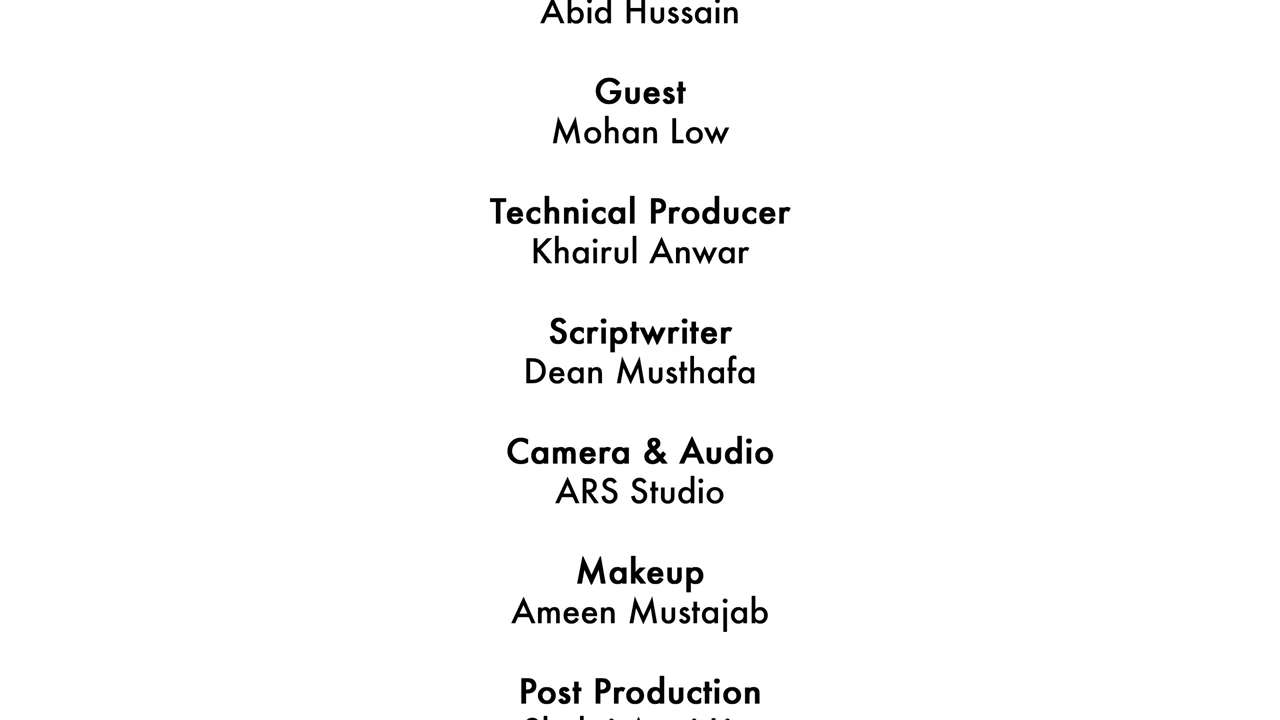 Abid Hussain
Guest
Mohan Low
Technical Producer
Khairul Anwar
Scriptwriter
Dean Musthafa
Camera & Audio
ARS Studio
Makeup
Ameen Mustajab
Post Production